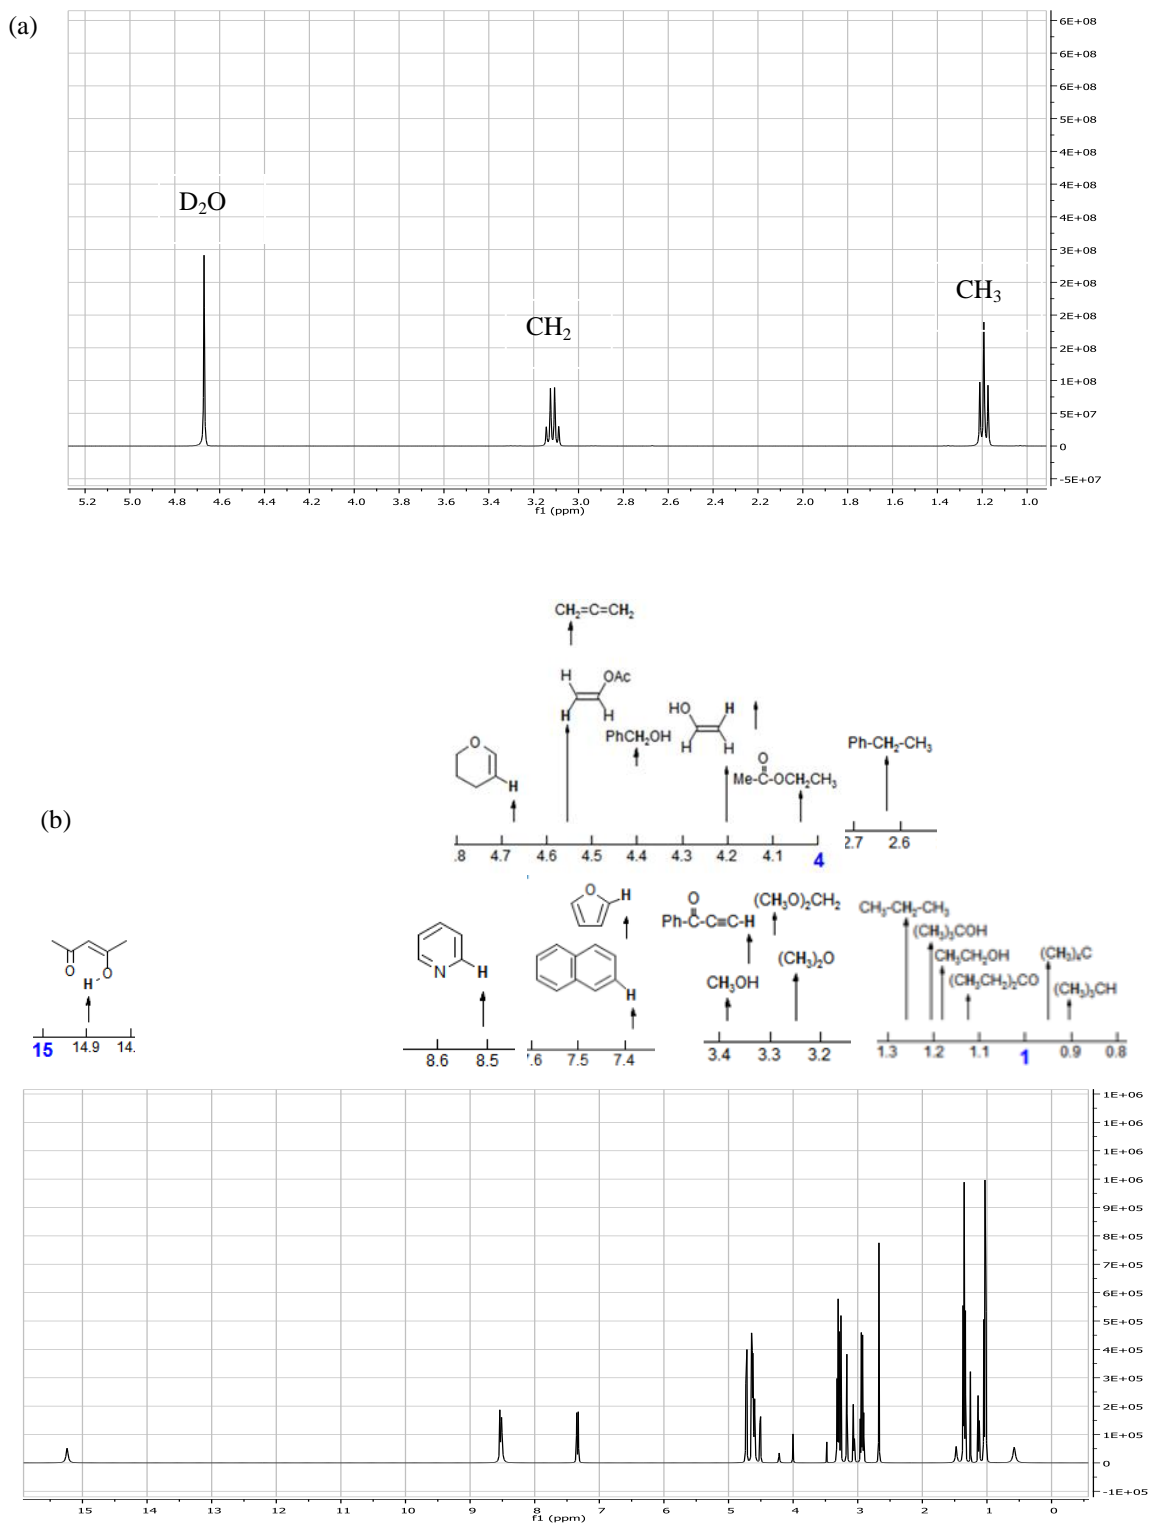 (a)
6E+08
6E+08
6E+08
5E+08
4E+08
4E+08
4E+08
3E+08
2E+08
2E+08
2E+08
1E+08
5E+07
0
-5E+07
D₂O
CH₂
CH₃
5.2 5.0 4.8 4.6 4.4 4.2 4.0 3.8 3.6 3.4 3.2 3.0 2.8 2.6 2.4 2.2 2.0 1.8 1.6 1.4 1.2 1.0
f1 (ppm)
CH₂=C=CH₂
H OAc
H H
HO H
H H
PhCH₂OH
O
Me-C-OCH₂CH₃
Ph-CH₂-CH₃
O
H
(b)
.8 4.7 4.6 4.5 4.4 4.3 4.2 4.1 4
2.7 2.6
O H
O
Ph-C-C≡C-H
(CH₃O)₂CH₂
CH₃-CH₂-CH₃
(CH₃)₃COH
CH₃CH₂OH
(CH₃)₄C
O
H O
N H
H
CH₃OH
(CH₃)₂O
(CH₃CH₂)₂CO
(CH₃)₃CH
15 14.9 14.
8.6 8.5
7.6 7.5 7.4
3.4 3.3 3.2
1.3 1.2 1.1 1 0.9 0.8
1E+06
1E+06
1E+06
1E+06
9E+05
8E+05
7E+05
6E+05
5E+05
4E+05
3E+05
2E+05
1E+05
0
-1E+05
15 14 13 12 11 10 9 8 7 6 5 4 3 2 1 0
f1 (ppm)